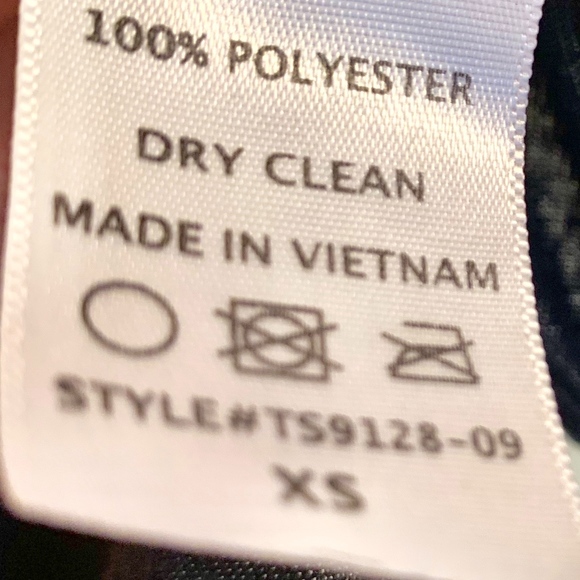 100% POLYESTER
DRY CLEAN
MADE IN VIETNAM
STYLE#TS9128-09
XS